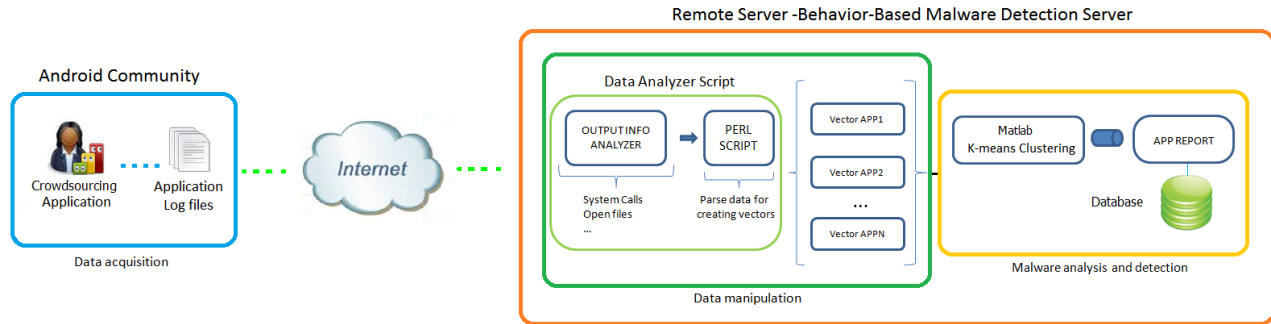 Remote Server -Behavior-Based Malware Detection Server
Android Community
Crowdsourcing
Application
Application
Log files
Data acquisition
Internet
Data Analyzer Script
OUTPUT INFO
ANALYZER
PERL
SCRIPT
System Calls
Open files
...
Parse data for
creating vectors
Vector APP1
Vector APP2
...
Vector APPN
Data manipulation
Matlab
K-means Clustering
APP REPORT
Database
Malware analysis and detection